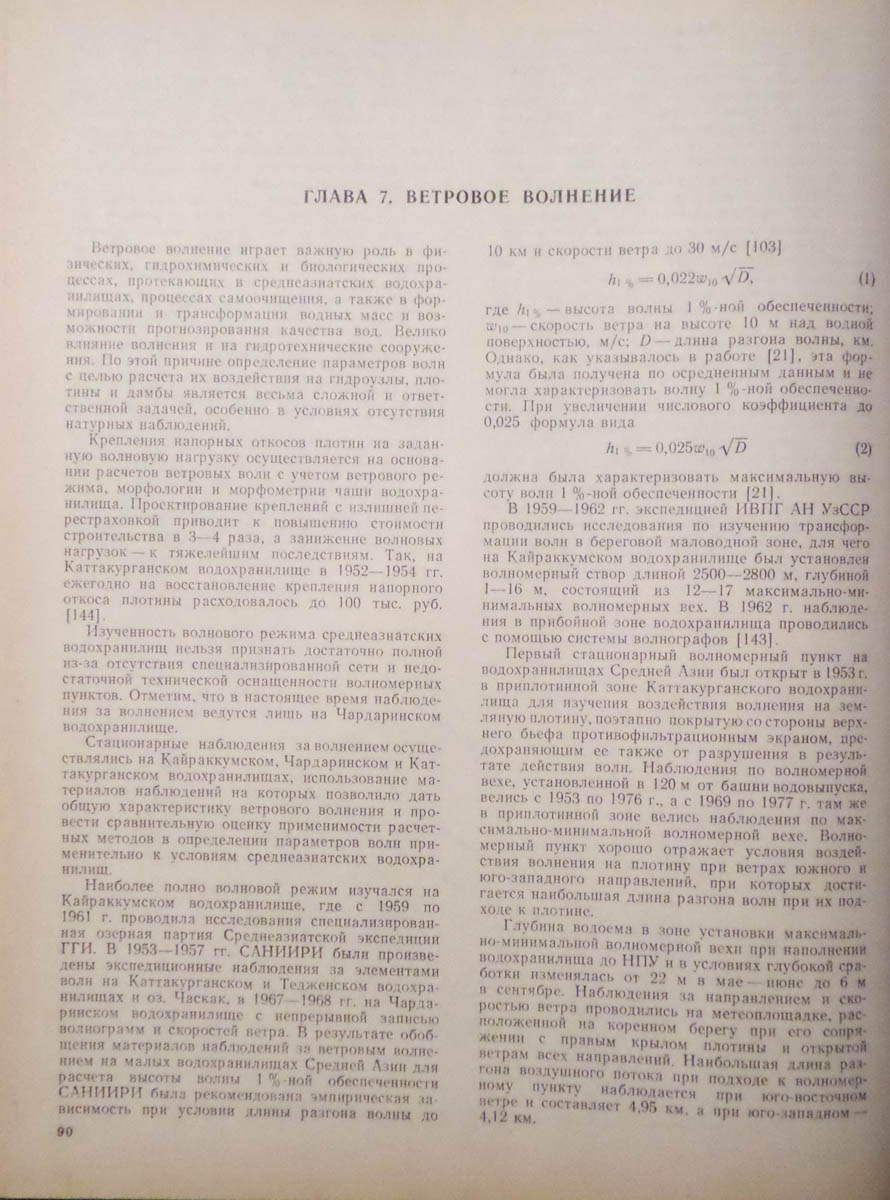 ГЛАВА 7. ВЕТРОВОЕ ВОЛНЕНИЕ
Ветровое волнение играет важную роль в фи-
зических, гидрохимических и биологических про-
цессах, протекающих в среднеазиатских водохра-
нилищах, процессах самоочищения, а также в фор-
мировании и трансформации водных масс и воз-
можности прогнозирования качества вод. Велико
влияние волнения и на гидротехнические сооруже-
ния. По этой причине определение параметров волн
с целью расчета их воздействия на гидроузлы, пло-
тины и дамбы является весьма сложной и ответ-
ственной задачей, особенно в условиях отсутствия
натурных наблюдений.
Крепления напорных откосов плотин на задан-
ную волновую нагрузку осуществляется на основа-
нии расчетов ветровых волн с учетом ветрового ре-
жима, морфологии и морфометрии чаши водохра-
нилища. Проектирование креплений с излишней пе-
рестраховкой приводит к повышению стоимости
строительства в 3—4 раза, а занижение волновых
нагрузок — к тяжелейшим последствиям. Так, на
Каттакурганском водохранилище в 1952—1954 гг.
ежегодно на восстановление крепления напорного
откоса плотины расходовалось до 100 тыс. руб.
[144].
Изученность волнового режима среднеазиатских
водохранилищ нельзя признать достаточно полной
из-за отсутствия специализированной сети и недо-
статочной технической оснащенности волномерных
пунктов. Отметим, что в настоящее время наблюде-
ния за волнением ведутся лишь на Чардаринском
водохранилище.
Стационарные наблюдения за волнением осуще-
ствлялись на Кайраккумском, Чардаринском и Кат-
такурганском водохранилищах, использование ма-
териалов наблюдений на которых позволило дать
общую характеристику ветрового волнения и про-
вести сравнительную оценку применимости расчет-
ных методов в определении параметров волн при-
менительно к условиям среднеазиатских водохра-
нилищ.
Наиболее полно волновой режим изучался на
Кайраккумском водохранилище, где с 1959 по
1961 г. проводила исследования специализирован-
ная озерная партия Среднеазиатской экспедиции
ГГИ. В 1953—1957 гг. САНИИРИ были произве-
дены экспедиционные наблюдения за элементами
волн на Каттакурганском и Тедженском водохра-
нилищах и оз. Часкак, в 1967—1968 гг. на Чарда-
ринском водохранилище с непрерывной записью
волнограмм и скоростей ветра. В результате обоб-
щения материалов наблюдений за ветровым волне-
нием на малых водохранилищах Средней Азии для
расчета высоты волны 1 %-ной обеспеченности
САНИИРИ была рекомендована эмпирическая за-
висимость при условии длины разгона волны до
90
10 км и скорости ветра до 30 м/с [103]
h₁ % = 0,022w₁₀ √D, (1)
где h₁ % — высота волны 1 %-ной обеспеченности;
w₁₀ — скорость ветра на высоте 10 м над водной
поверхностью, м/с; D — длина разгона волны, км.
Однако, как указывалось в работе [21], эта фор-
мула была получена по осредненным данным и не
могла характеризовать волну 1 %-ной обеспеченно-
сти. При увеличении числового коэффициента до
0,025 формула вида
h₁ % = 0,025w₁₀ √D (2)
должна была характеризовать максимальную вы-
соту волн 1 %-ной обеспеченности [21].
В 1959—1962 гг. экспедицией ИВПГ АН УзССР
проводились исследования по изучению трансфор-
мации волн в береговой маловодной зоне, для чего
на Кайраккумском водохранилище был установлен
волномерный створ длиной 2500—2800 м, глубиной
1—16 м, состоящий из 12—17 максимально-ми-
нимальных волномерных вех. В 1962 г. наблюде-
ния в прибойной зоне водохранилища проводились
с помощью системы волнографов [143].
Первый стационарный волномерный пункт на
водохранилищах Средней Азии был открыт в 1953 г.
в приплотинной зоне Каттакурганского водохрани-
лища для изучения воздействия волнения на зем-
ляную плотину, поэтапно покрытую со стороны верх-
него бьефа противофильтрационным экраном, пре-
дохраняющим ее также от разрушения в резуль-
тате действия волн. Наблюдения по волномерной
вехе, установленной в 120 м от башни водовыпуска,
велись с 1953 по 1976 г., а с 1969 по 1977 г. там же
в приплотинной зоне велись наблюдения по мак-
симально-минимальной волномерной вехе. Волно-
мерный пункт хорошо отражает условия воздей-
ствия волнения на плотину при ветрах южного и
юго-западного направлений, при которых дости-
гается наибольшая длина разгона волн при их под-
ходе к плотине.
Глубина водоема в зоне установки максималь-
но-минимальной волномерной вехи при наполнении
водохранилища до НПУ и в условиях глубокой сра-
ботки изменялась от 22 м в мае — июне до 6 м
в сентябре. Наблюдения за направлением и ско-
ростью ветра проводились на метеоплощадке, рас-
положенной на коренном берегу при его сопря-
жении с правым крылом плотины и открытой
ветрам всех направлений. Наибольшая длина раз-
гона воздушного потока при подходе к волномер-
ному пункту наблюдается при юго-восточном
ветре и составляет 4,95 км, а при юго-западном —
4,12 км.